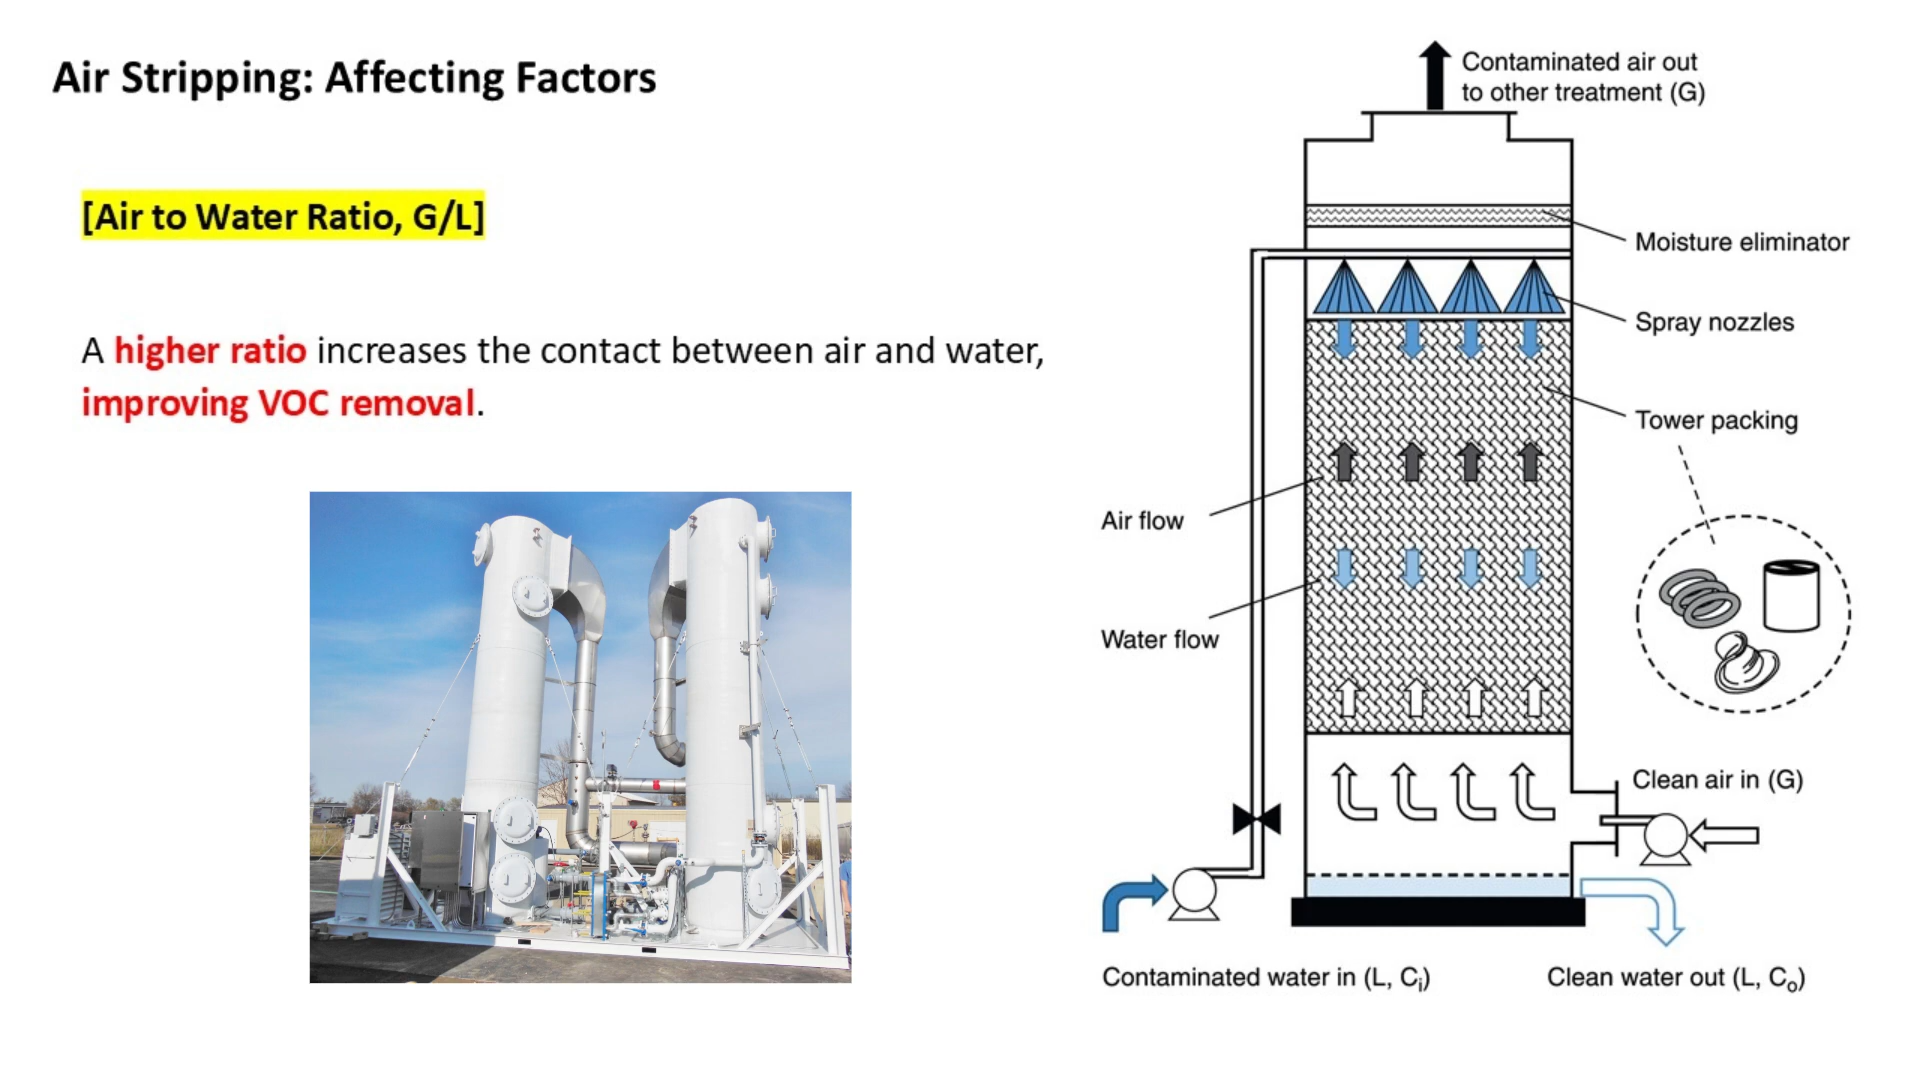 Air Stripping: Affecting Factors
[Air to Water Ratio, G/L]
A higher ratio increases the contact between air and water,
improving VOC removal.
Contaminated air out
to other treatment (G)
Moisture eliminator
Spray nozzles
Tower packing
Air flow
Water flow
Clean air in (G)
Contaminated water in (L, Cᵢ)
Clean water out (L, Cₒ)